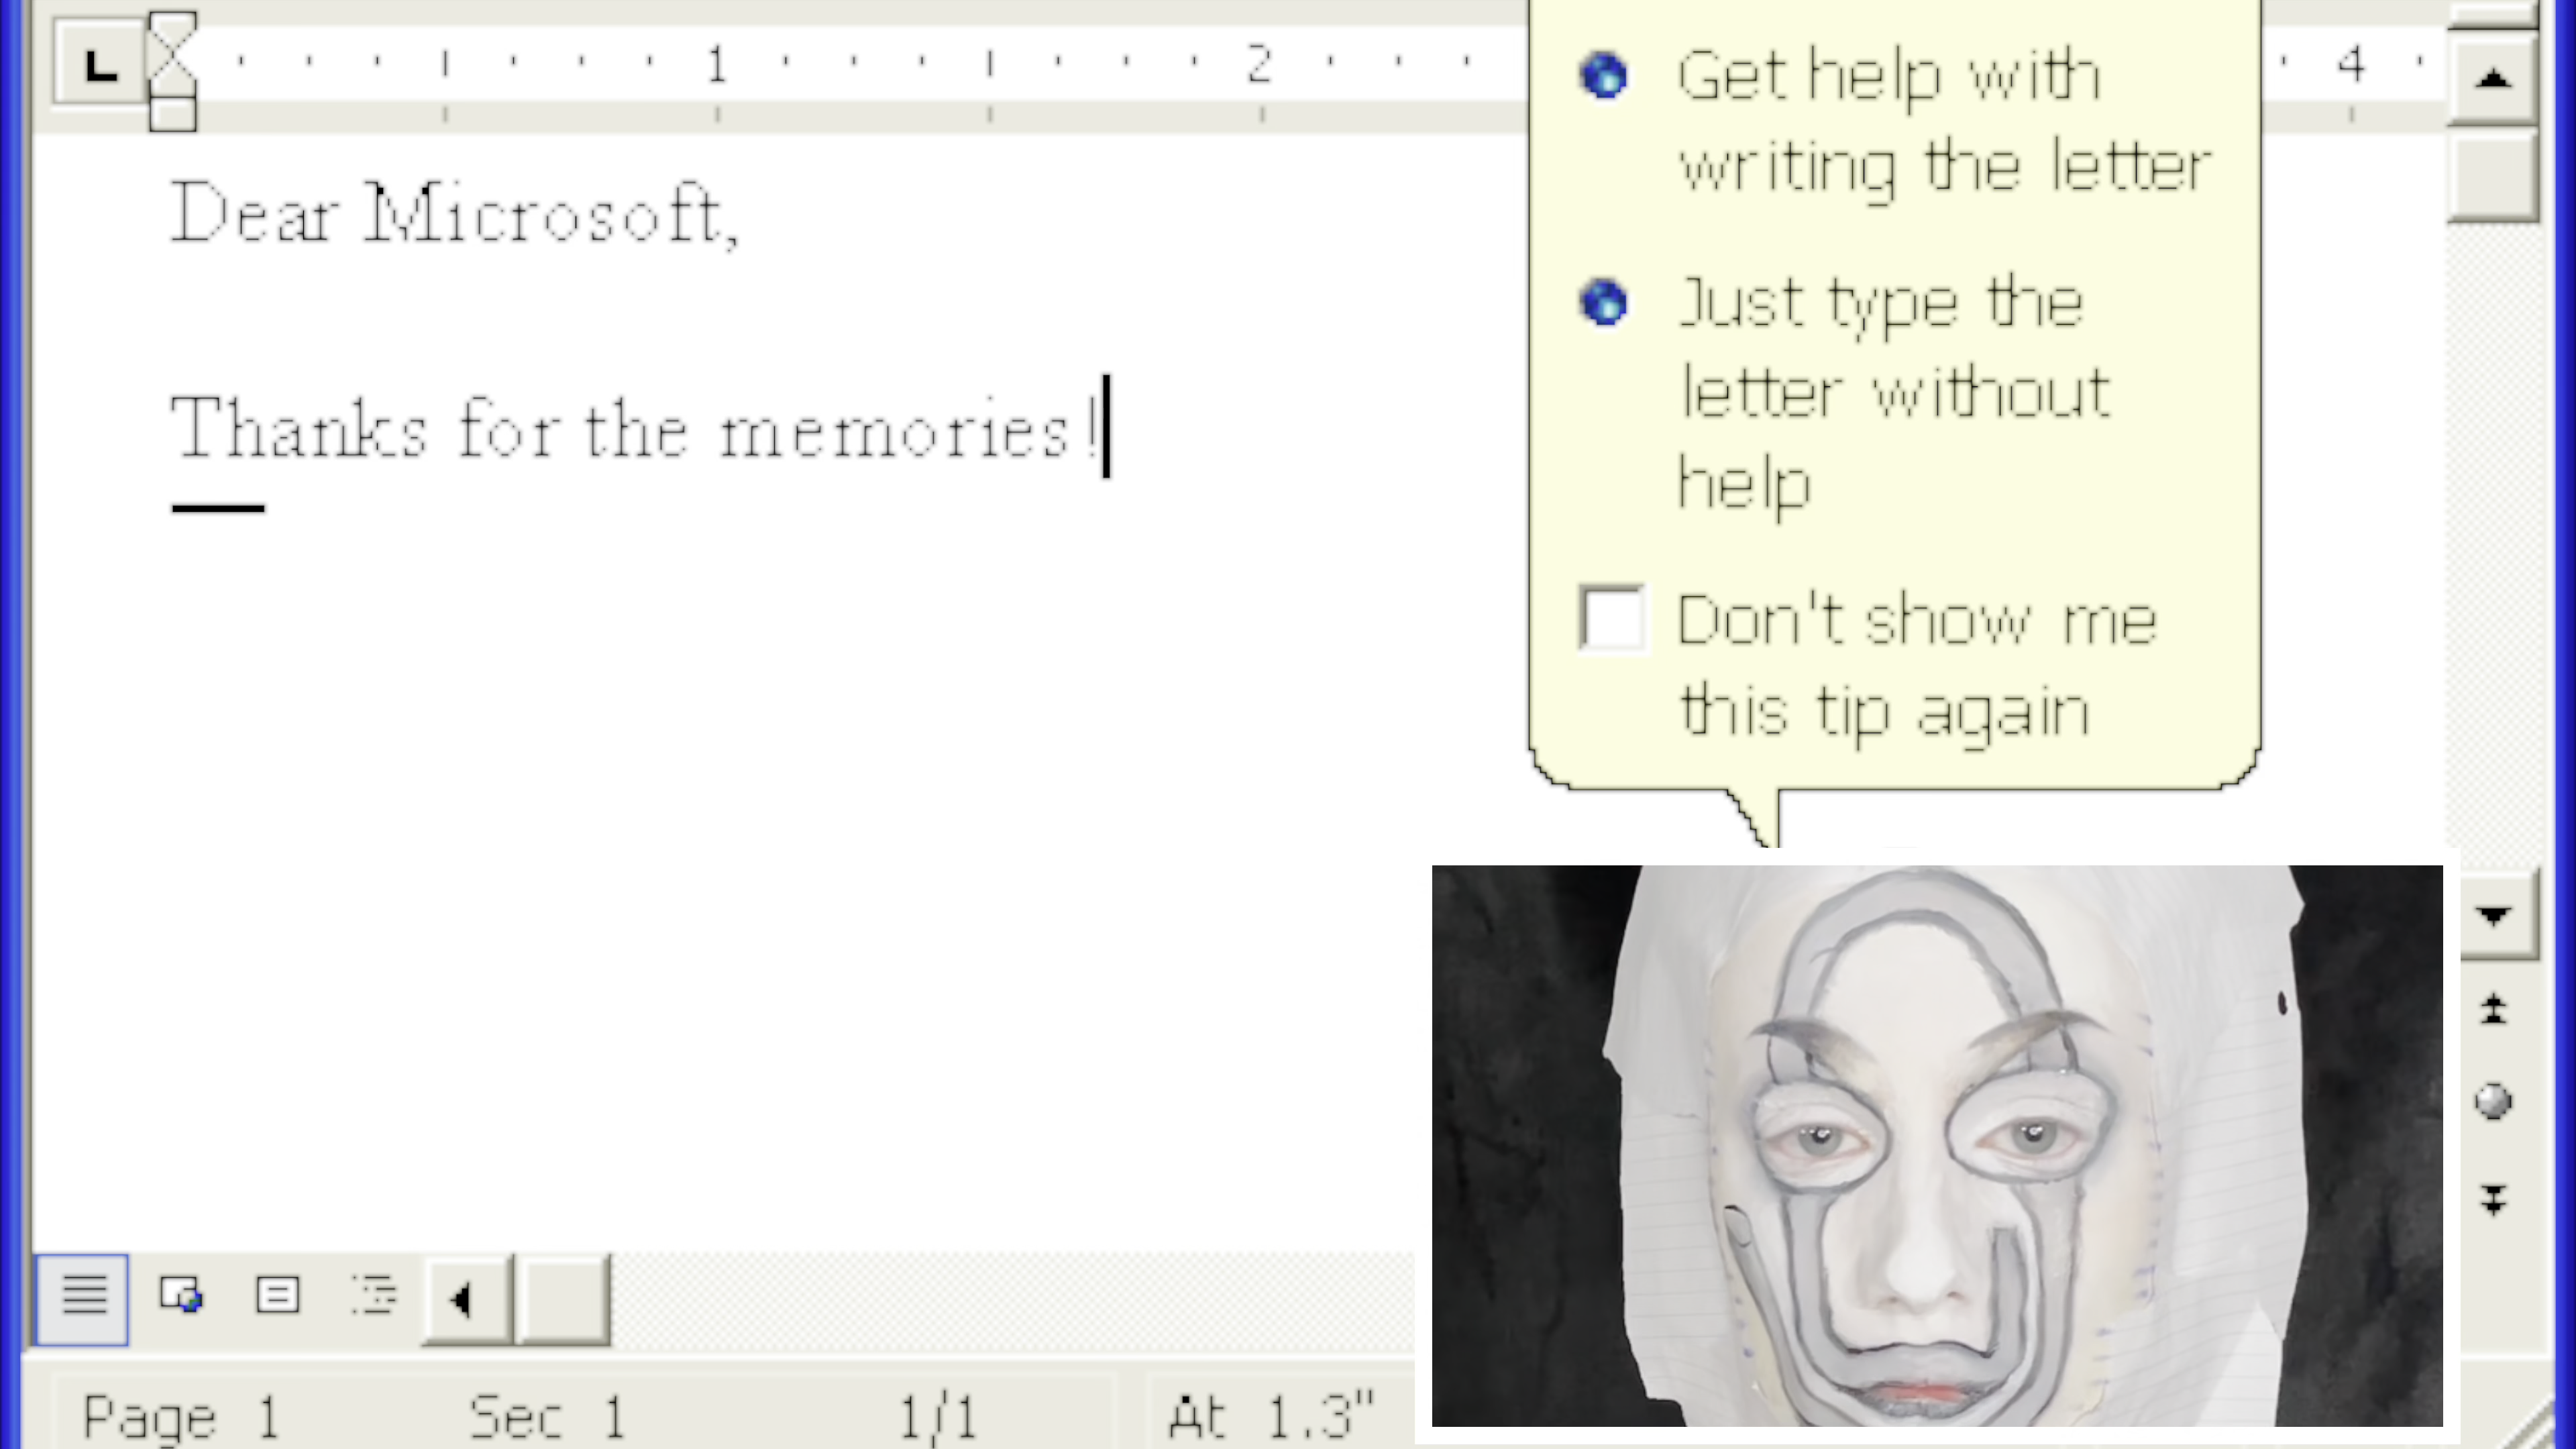 1 2 4
Dear Microsoft,
Thanks for the memories!
Get help with
writing the letter
Just type the
letter without
help
Don't show me
this tip again
Page 1 Sec 1 1/1 At 1.3"